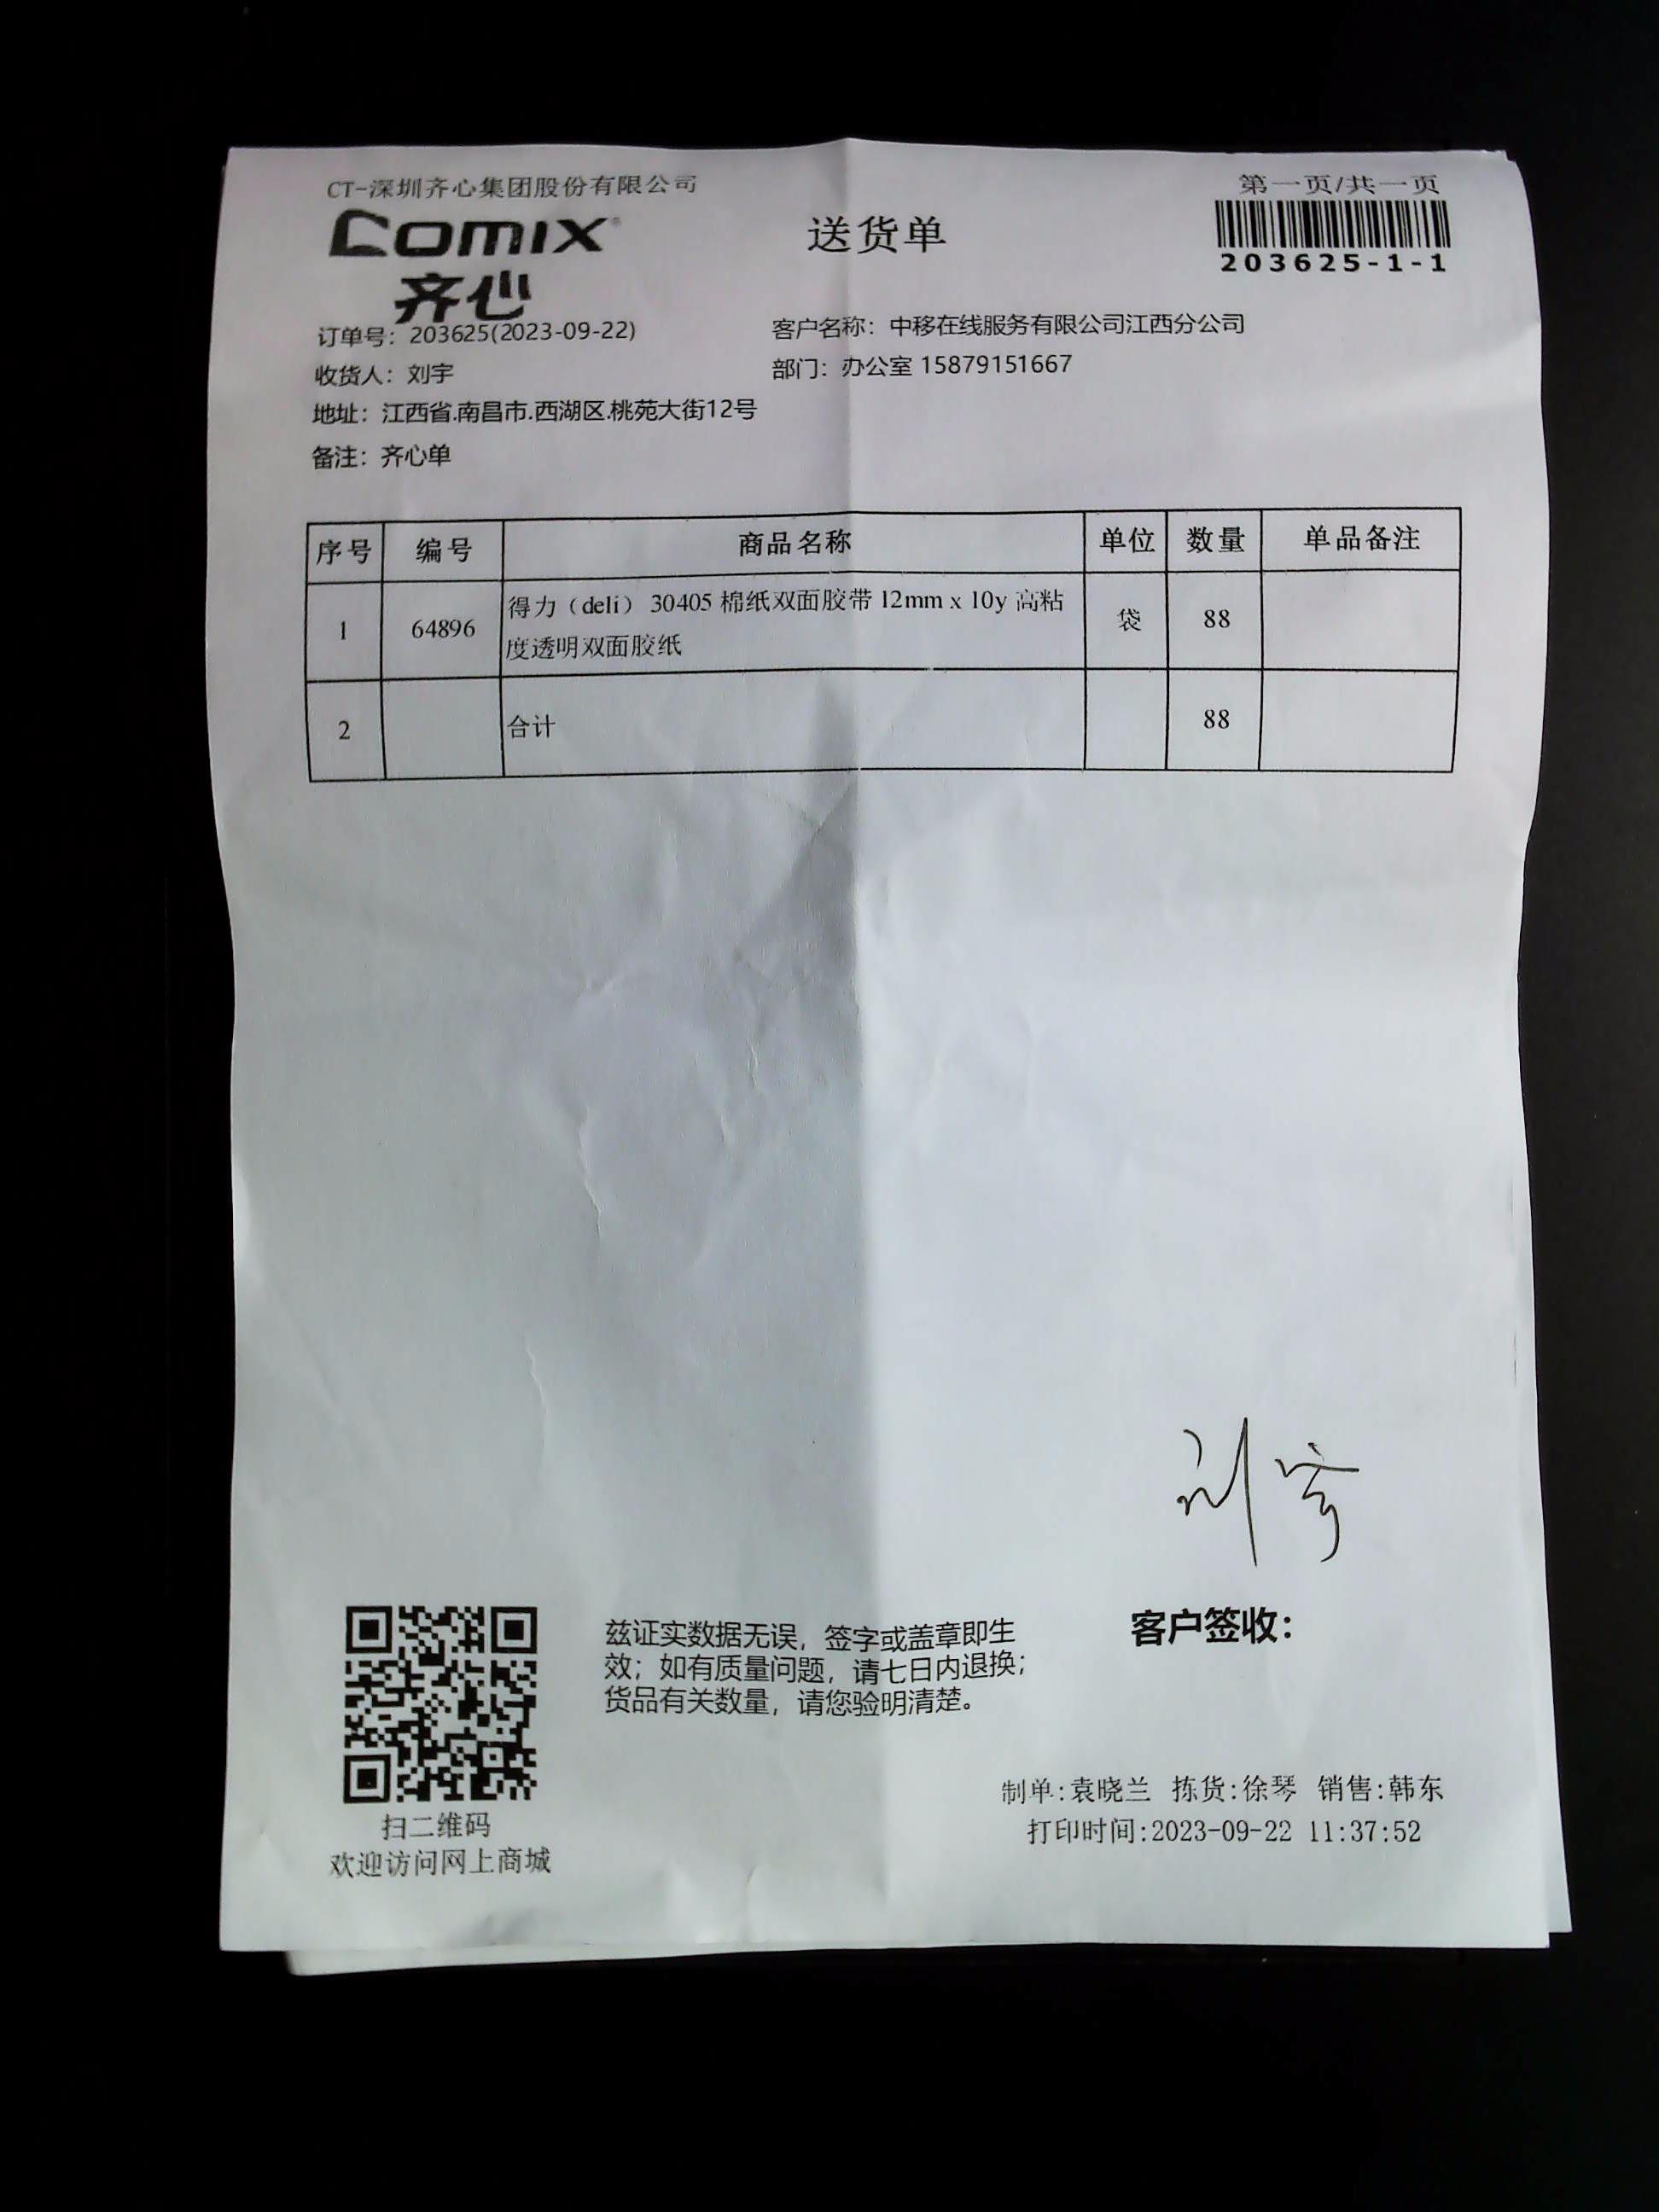 CT-深圳齐心集团股份有限公司
第一页/共一页
comix
齐心
送货单
203625-1-1
订单号：203625(2023-09-22)
客户名称：中移在线服务有限公司江西分公司
收货人：刘宇
部门：办公室 15879151667
地址：江西省.南昌市.西湖区.桃苑大街12号
备注：齐心单
序号 编号 商品名称 单位 数量 单品备注
1 64896 得力（deli） 30405 棉纸双面胶带 12mm x 10y 高粘
度透明双面胶纸 袋 88
2 合计 88
刘宇
兹证实数据无误，签字或盖章即生
效；如有质量问题，请七日内退换；
货品有关数量，请您验明清楚。
客户签收：
扫二维码
欢迎访问网上商城
制单:袁晓兰 拣货:徐琴 销售:韩东
打印时间:2023-09-22 11:37:52